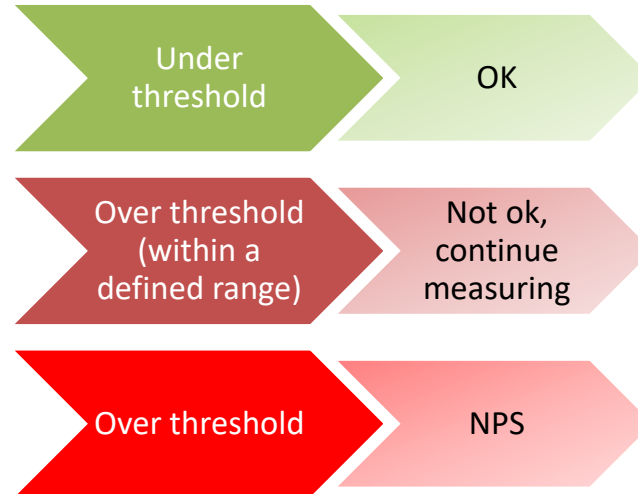 Under
threshold
OK
Over threshold
(within a
defined range)
Not ok,
continue
measuring
Over threshold
NPS